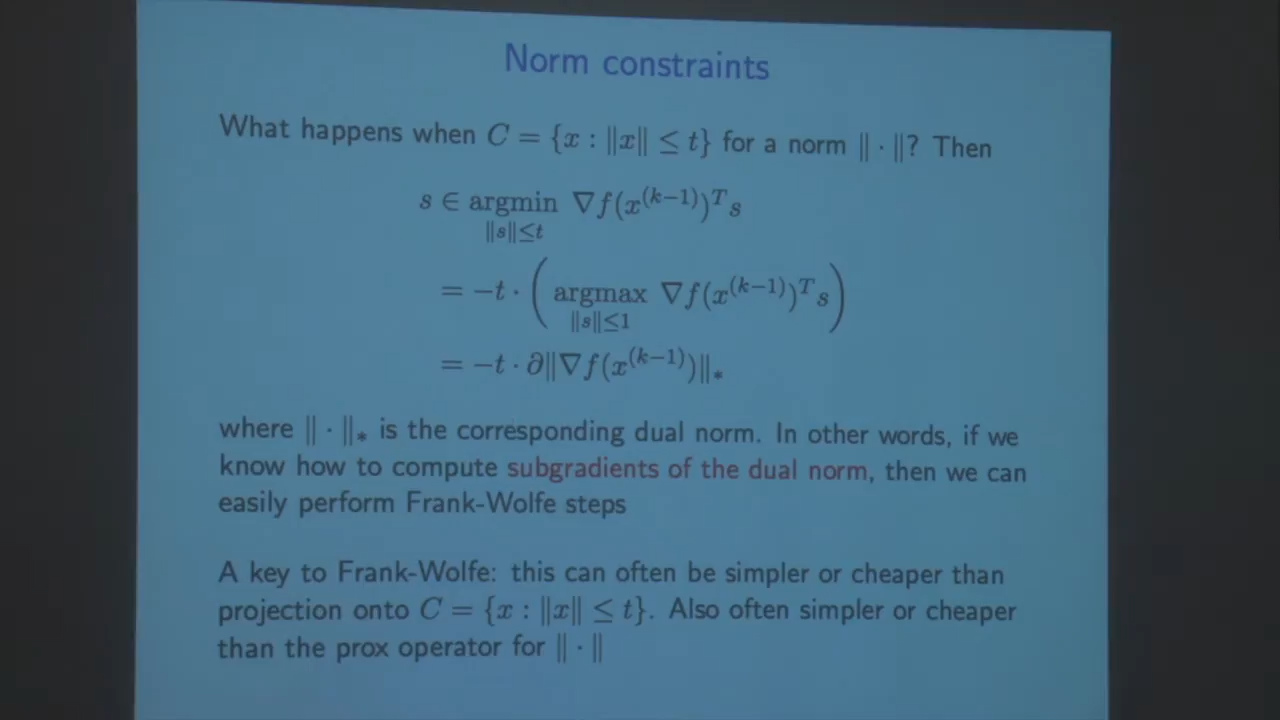 Norm constraints
What happens when C = {x : ‖x‖ ≤ t} for a norm ‖ · ‖? Then
s ∈ argmin ∇f(x^(k−1))^T s
‖s‖≤t
= −t · ( argmax ∇f(x^(k−1))^T s )
‖s‖≤1
= −t · ∂‖∇f(x^(k−1))‖_*
where ‖ · ‖_* is the corresponding dual norm. In other words, if we
know how to compute subgradients of the dual norm, then we can
easily perform Frank-Wolfe steps
A key to Frank-Wolfe: this can often be simpler or cheaper than
projection onto C = {x : ‖x‖ ≤ t}. Also often simpler or cheaper
than the prox operator for ‖ · ‖